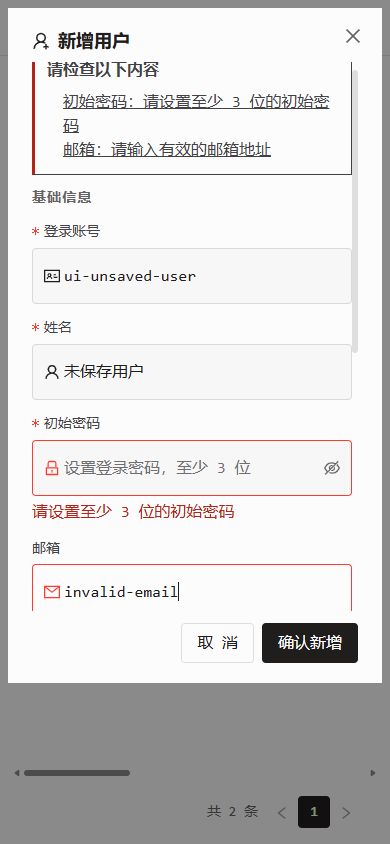 新增用户
请检查以下内容
初始密码：请设置至少 3 位的初始密
码
邮箱：请输入有效的邮箱地址
基础信息
* 登录账号
ui-unsaved-user
* 姓名
未保存用户
* 初始密码
设置登录密码，至少 3 位
请设置至少 3 位的初始密码
邮箱
invalid-email
取 消 确认新增
共 2 条 1